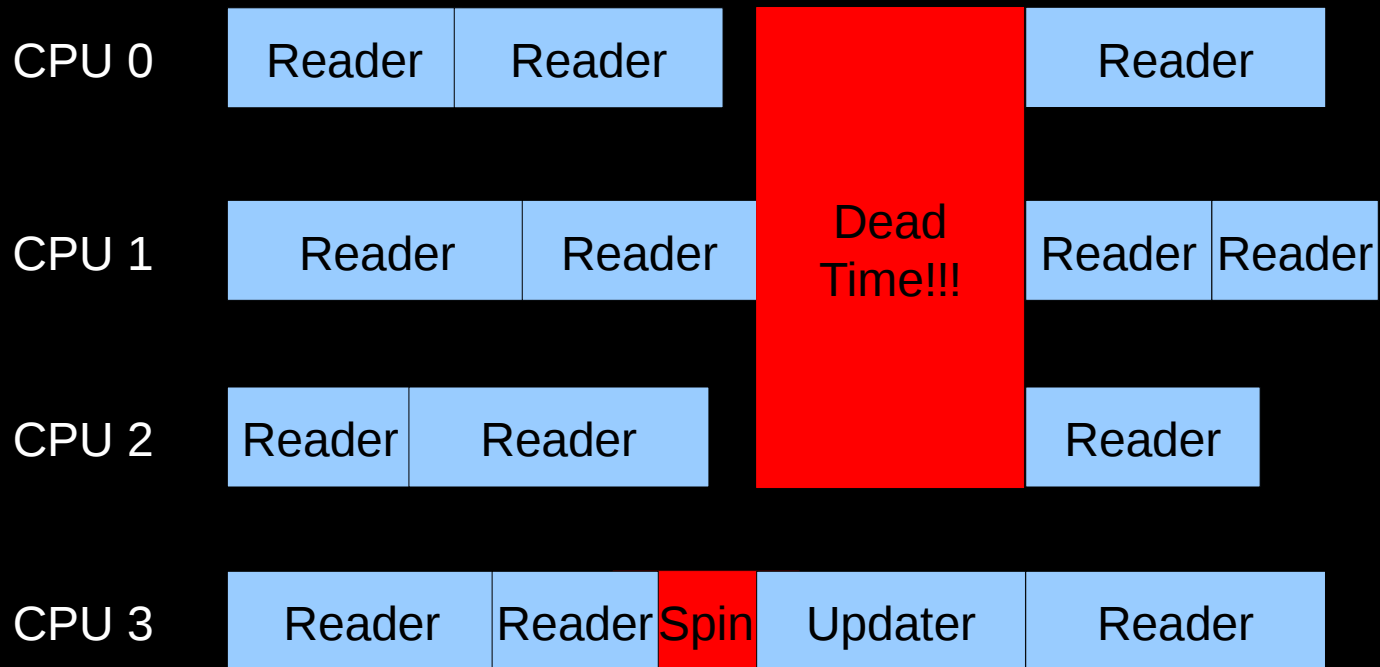 CPU 0 Reader Reader Reader
CPU 1 Reader Reader Dead Time!!! Reader Reader
CPU 2 Reader Reader Reader
CPU 3 Reader Reader Spin Updater Reader